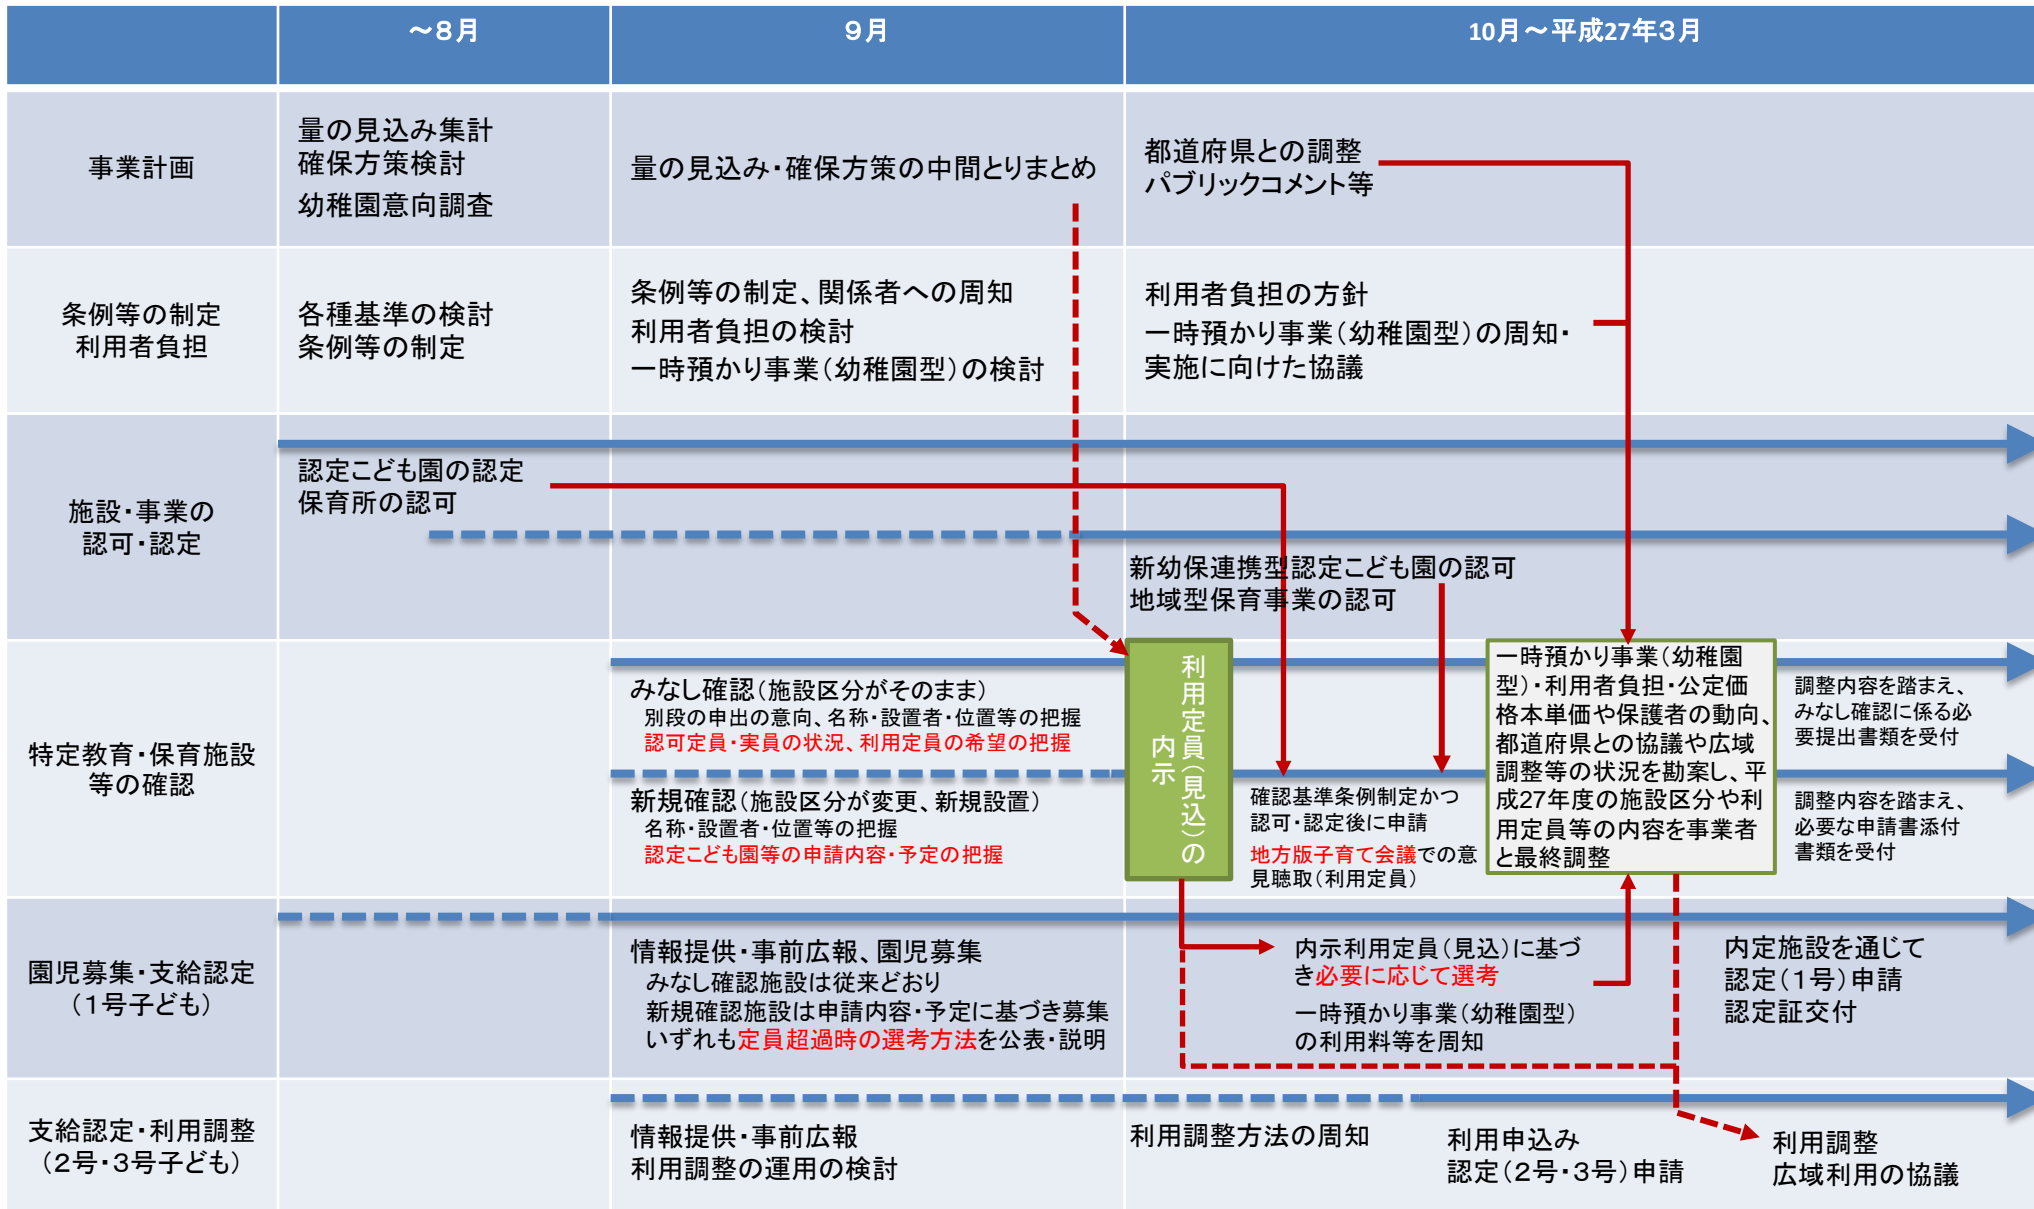 ～８月
９月
10月～平成27年３月
事業計画
量の見込み集計
確保方策検討
幼稚園意向調査
量の見込み・確保方策の中間とりまとめ
都道府県との調整
パブリックコメント等
条例等の制定
利用者負担
各種基準の検討
条例等の制定
条例等の制定、関係者への周知
利用者負担の検討
一時預かり事業（幼稚園型）の検討
利用者負担の方針
一時預かり事業（幼稚園型）の周知・
実施に向けた協議
施設・事業の
認可・認定
認定こども園の認定
保育所の認可
新幼保連携型認定こども園の認可
地域型保育事業の認可
特定教育・保育施設
等の確認
みなし確認（施設区分がそのまま）
別段の申出の意向、名称・設置者・位置等の把握
認可定員・実員の状況、利用定員の希望の把握
新規確認（施設区分が変更、新規設置）
名称・設置者・位置等の把握
認定こども園等の申請内容・予定の把握
利用定員（見込）の
内示
確認基準条例制定かつ
認可・認定後に申請
地方版子育て会議での意
見聴取（利用定員）
一時預かり事業（幼稚園
型）・利用者負担・公定価
格本単価や保護者の動向、
都道府県との協議や広域
調整等の状況を勘案し、平
成27年度の施設区分や利
用定員等の内容を事業者
と最終調整
調整内容を踏まえ、
みなし確認に係る必
要提出書類を受付
調整内容を踏まえ、
必要な申請書添付
書類を受付
園児募集・支給認定
（１号子ども）
情報提供・事前広報、園児募集
みなし確認施設は従来どおり
新規確認施設は申請内容・予定に基づき募集
いずれも定員超過時の選考方法を公表・説明
内示利用定員（見込）に基づ
き必要に応じて選考
一時預かり事業（幼稚園型）
の利用料等を周知
内定施設を通じて
認定（１号）申請
認定証交付
支給認定・利用調整
（２号・３号子ども）
情報提供・事前広報
利用調整の運用の検討
利用調整方法の周知
利用申込み
認定（２号・３号）申請
利用調整
広域利用の協議